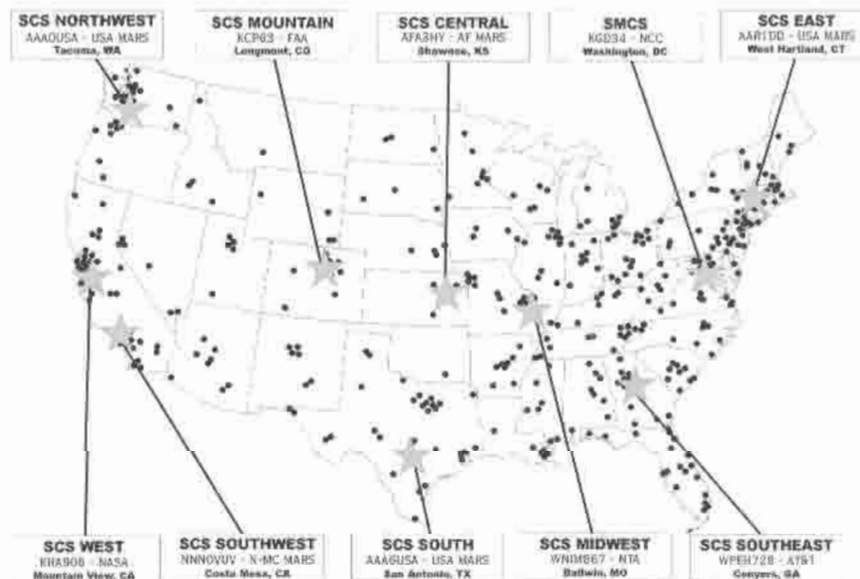 SCS NORTHWEST
AAA0USA - USA MARS
Tacoma, WA
SCS MOUNTAIN
KCP63 - FAA
Longmont, CO
SCS CENTRAL
AFA3HY - AF MARS
Shawnee, KS
SMCS
KGD34 - NCC
Washington, DC
SCS EAST
AAR1DD - USA MARS
West Hartland, CT
SCS WEST
KHA908 - NASA
Mountain View, CA
SCS SOUTHWEST
NNN0VUV - N-MC MARS
Costa Mesa, CA
SCS SOUTH
AAA6USA - USA MARS
San Antonio, TX
SCS MIDWEST
- NTA
Ballwin, MO
SCS SOUTHEAST
WPEH728 - AT&T
Conyers, GA